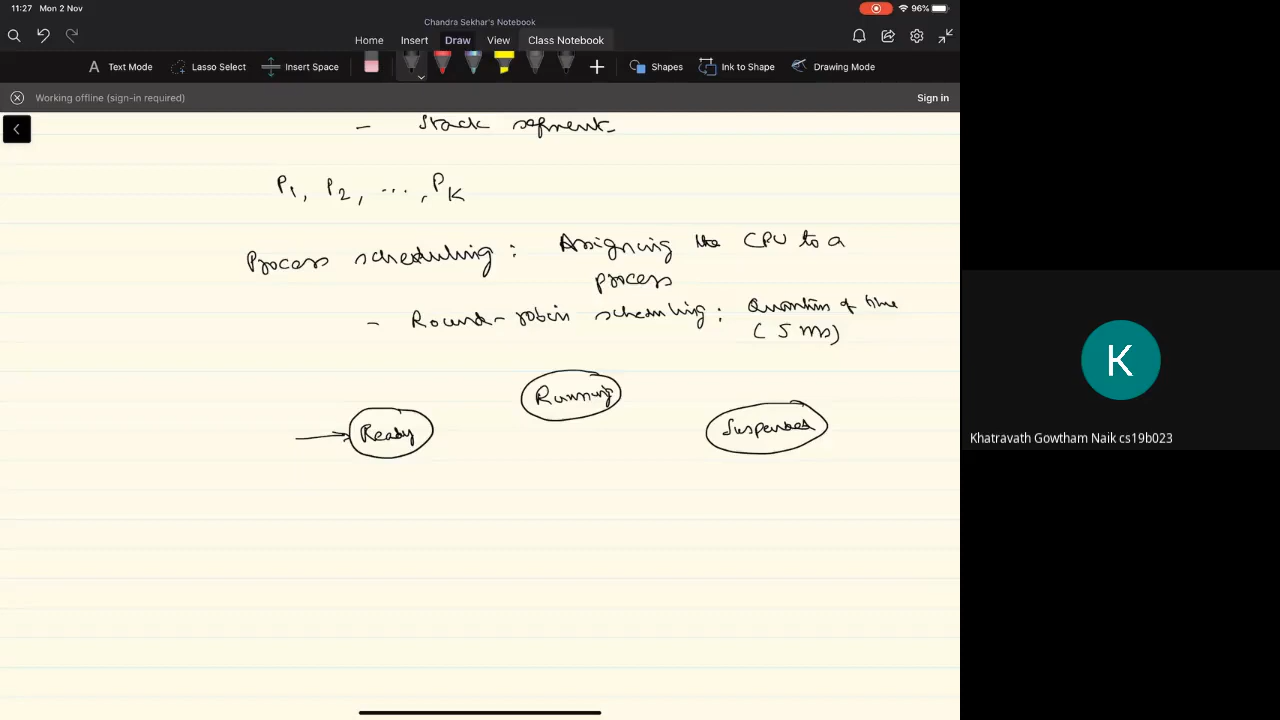 11:27 Mon 2 Nov
96%
Chandra Sekhar's Notebook
Home Insert Draw View Class Notebook
A Text Mode Lasso Select Insert Space Shapes Ink to Shape Drawing Mode
Working offline (sign-in required) Sign in
- Stack segment
P1, P2, ..., PK
Process scheduling : Assigning the CPU to a
process
- Round-robin scheduling : Quantum of time
(5 ms)
Running
Ready Suspended
K
Khatravath Gowtham Naik cs19b023